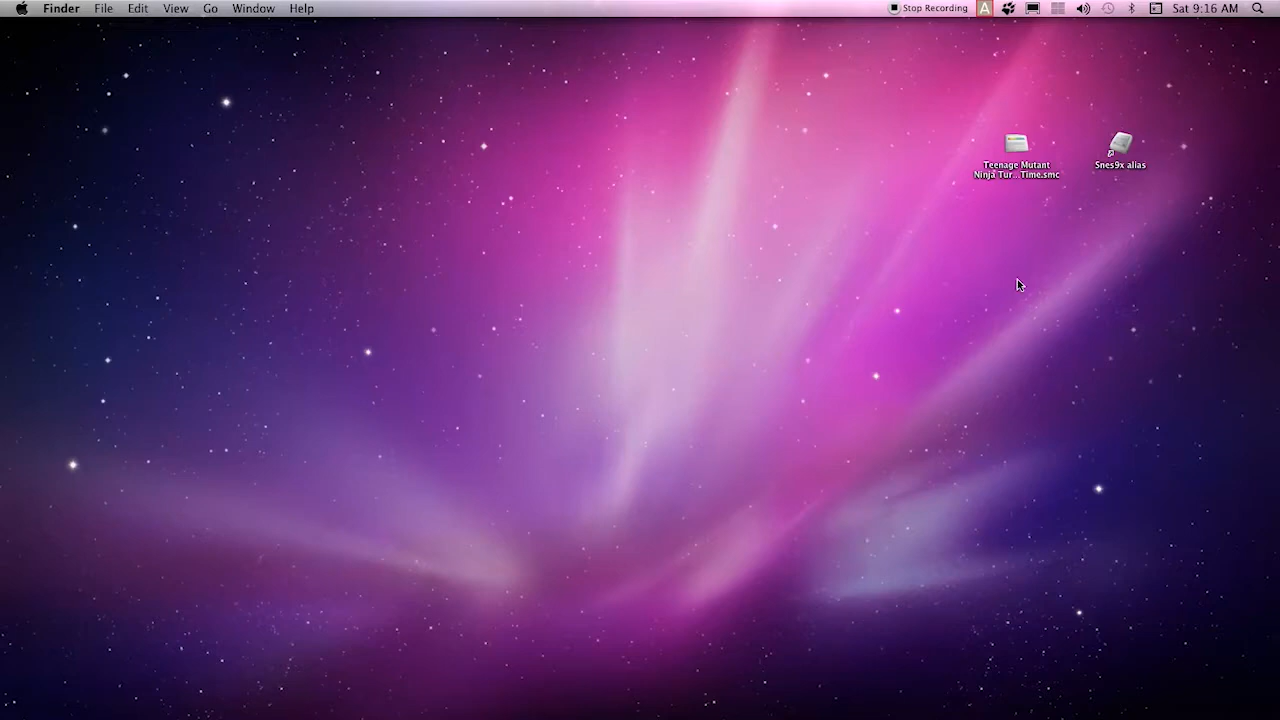 Finder File Edit View Go Window Help Stop Recording A Sat 9:16 AM
Teenage Mutant
Ninja Tur... Time.smc
Snes9x alias